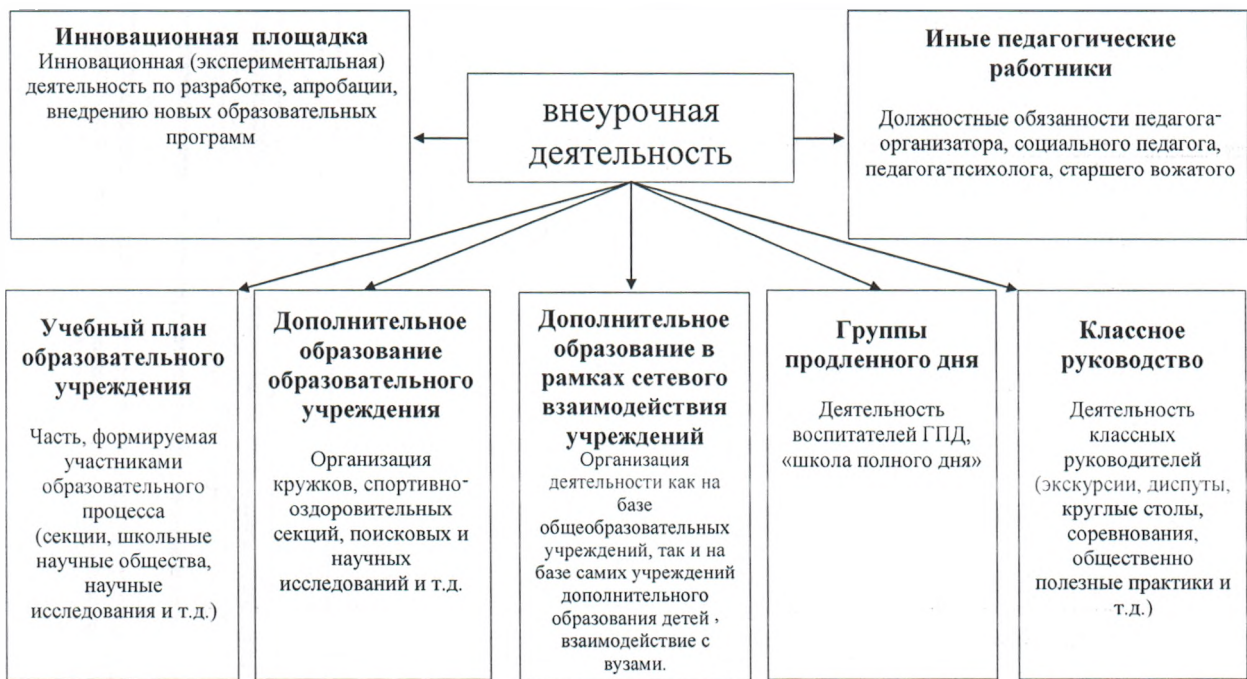 Инновационная площадка
Инновационная (экспериментальная)
деятельность по разработке, апробации,
внедрению новых образовательных
программ
внеурочная
деятельность
Иные педагогические
работники
Должностные обязанности педагога-
организатора, социального педагога,
педагога-психолога, старшего вожатого
Учебный план
образовательного
учреждения
Часть, формируемая
участниками
образовательного
процесса
(секции, школьные
научные общества,
научные
исследования и т.д.)
Дополнительное
образование
образовательного
учреждения
Организация
кружков, спортивно-
оздоровительных
секций, поисковых и
научных
исследований и т.д.
Дополнительное
образование в
рамках сетевого
взаимодействия
учреждений
Организация
деятельности как на
базе
общеобразовательных
учреждений, так и на
базе самих учреждений
дополнительного
образования детей ,
взаимодействие с
вузами.
Группы
продленного дня
Деятельность
воспитателей ГПД,
«школа полного дня»
Классное
руководство
Деятельность
классных
руководителей
(экскурсии, диспуты,
круглые столы,
соревнования,
общественно
полезные практики и
т.д.)